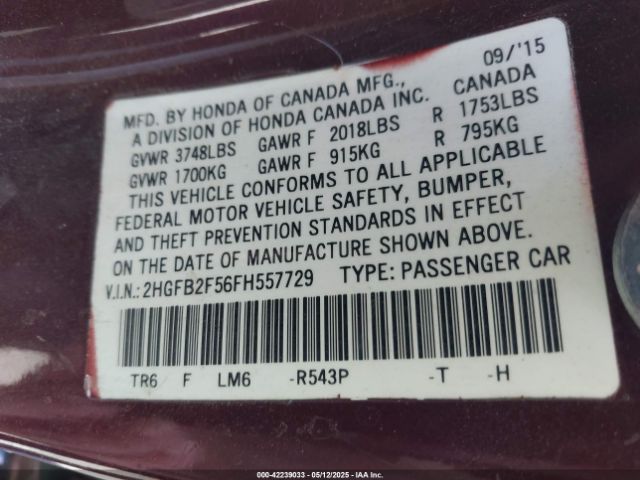 09/'15
MFD. BY HONDA OF CANADA MFG., CANADA
A DIVISION OF HONDA CANADA INC.
GVWR 3748LBS GAWR F 2018LBS R 1753LBS
GVWR 1700KG GAWR F 915KG R 795KG
THIS VEHICLE CONFORMS TO ALL APPLICABLE
FEDERAL MOTOR VEHICLE SAFETY, BUMPER,
AND THEFT PREVENTION STANDARDS IN EFFECT
ON THE DATE OF MANUFACTURE SHOWN ABOVE.
V.I.N.: 2HGFB2F56FH557729 TYPE: PASSENGER CAR
TR6 F LM6 -R543P -T -H
000-42239033 - 05/12/2025 - IAA Inc.